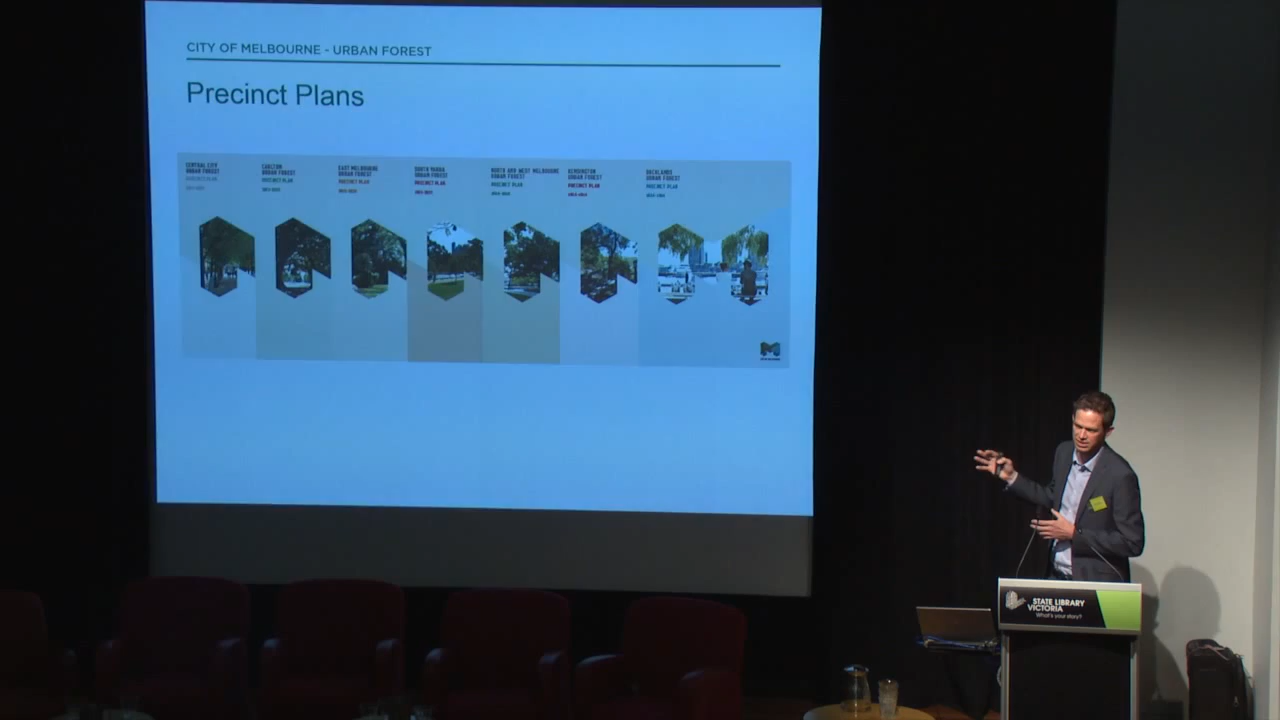 CITY OF MELBOURNE - URBAN FOREST
Precinct Plans
CENTRAL CITY
URBAN FOREST
PRECINCT PLAN
CARLTON
URBAN FOREST
PRECINCT PLAN
EAST MELBOURNE
URBAN FOREST
PRECINCT PLAN
SOUTH YARRA
URBAN FOREST
PRECINCT PLAN
NORTH AND WEST MELBOURNE
URBAN FOREST
PRECINCT PLAN
KENSINGTON
URBAN FOREST
PRECINCT PLAN
DOCKLANDS
URBAN FOREST
PRECINCT PLAN
STATE LIBRARY
VICTORIA
What's your story?